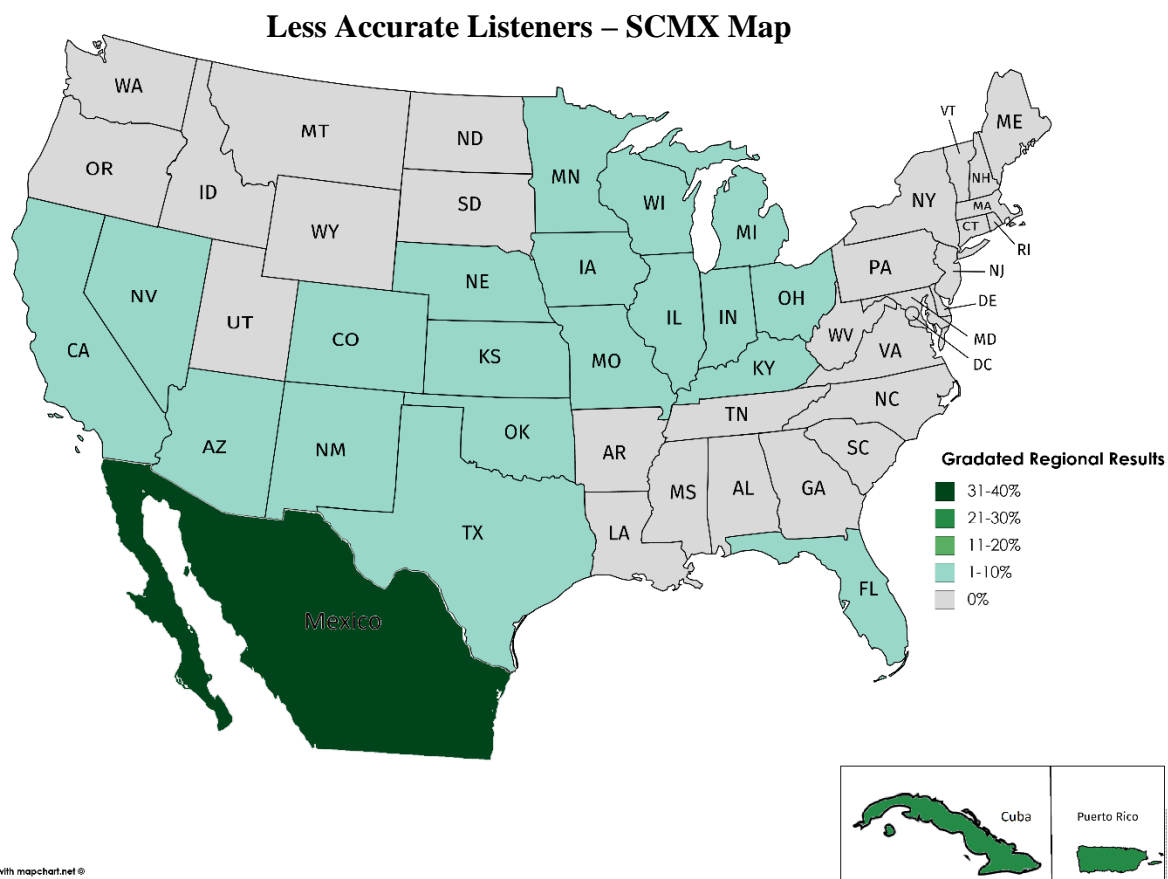 Less Accurate Listeners – SCMX Map
WA
MT
ND
MN
VT
ME
OR
ID
SD
WI
NY
NH
MA
WY
MI
CT
RI
NE
IA
PA
NJ
NV
OH
DE
UT
CO
IL
IN
WV
MD
CA
KS
MO
VA
DC
KY
NC
TN
AZ
NM
OK
AR
SC
MS
AL
GA
TX
LA
FL
Mexico
Gradated Regional Results
31-40%
21-30%
11-20%
1-10%
0%
Cuba
Puerto Rico
with mapchart.net ©